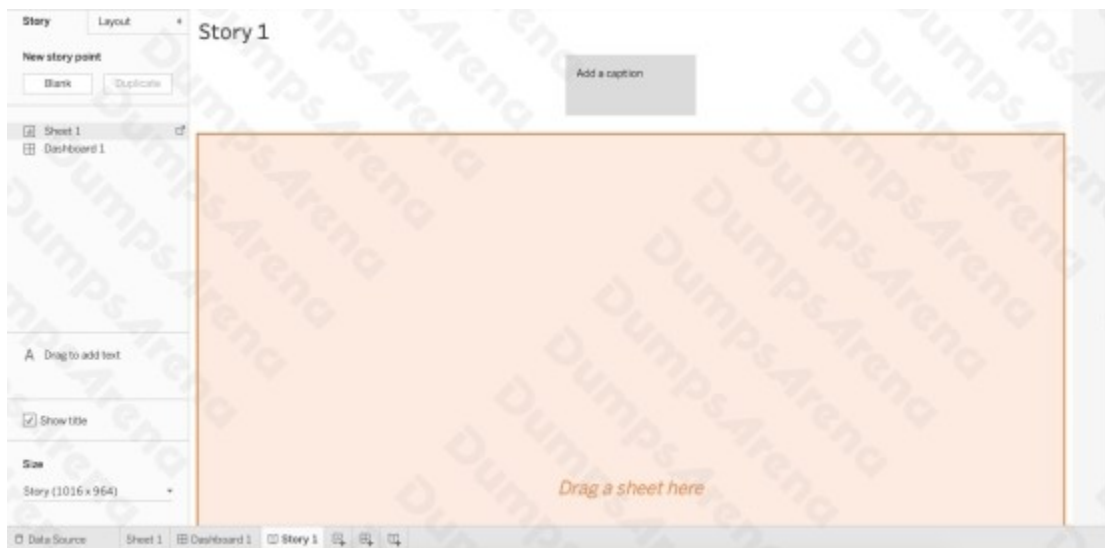 Story Layout
Story 1
New story point
Blank Duplicate
Add a caption
Sheet 1
Dashboard 1
A Drag to add text
Show title
Size
Story (1016 x 964)
Drag a sheet here
Data Source Sheet 1 Dashboard 1 Story 1
DumpsArena